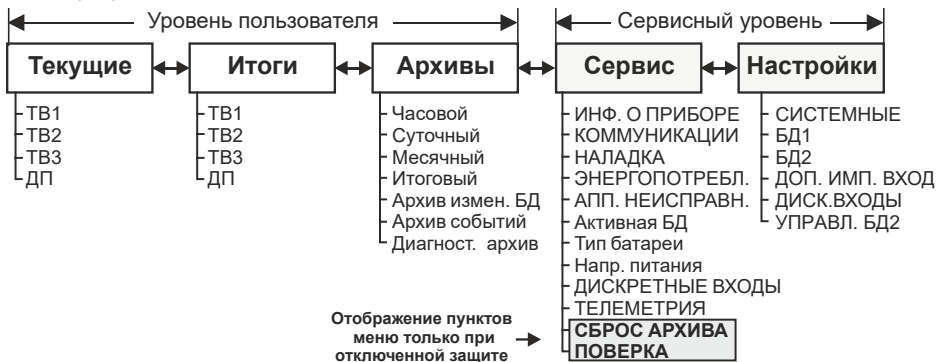 Уровень пользователя
Сервисный уровень
Текущие
Итоги
Архивы
Сервис
Настройки
ТВ1
ТВ2
ТВ3
ДП
ТВ1
ТВ2
ТВ3
ДП
Часовой
Суточный
Месячный
Итоговый
Архив измен. БД
Архив событий
Диагност. архив
ИНФ. О ПРИБОРЕ
КОММУНИКАЦИИ
НАЛАДКА
ЭНЕРГОПОТРЕБЛ.
АПП. НЕИСПРАВН.
Активная БД
Тип батареи
Напр. питания
ДИСКРЕТНЫЕ ВХОДЫ
ТЕЛЕМЕТРИЯ
СБРОС АРХИВА
ПОВЕРКА
СИСТЕМНЫЕ
БД1
БД2
ДОП. ИМП. ВХОД
ДИСК.ВХОДЫ
УПРАВЛ. БД2
Отображение пунктов
меню только при
отключенной защите